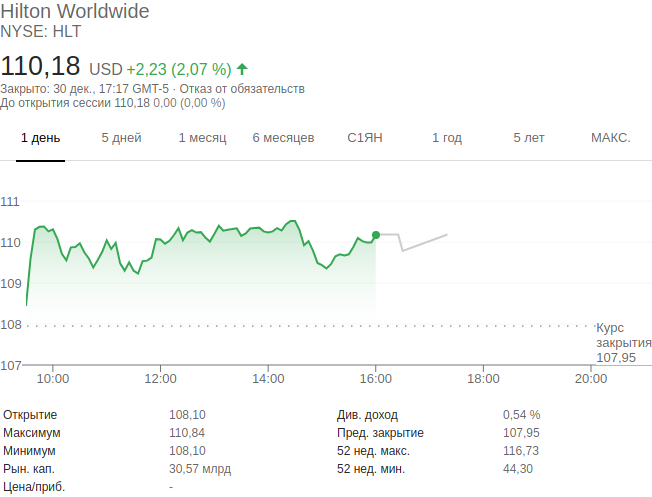 Hilton Worldwide
NYSE: HLT
110,18 USD +2,23 (2,07 %)
Закрыто: 30 дек., 17:17 GMT-5 · Отказ от обязательств
До открытия сессии 110,18 0,00 (0,00 %)
1 день 5 дней 1 месяц 6 месяцев С1ЯН 1 год 5 лет МАКС.
111
110
109
108
107
Курс
закрытия
107,95
10:00 12:00 14:00 16:00 18:00 20:00
Открытие 108,10 Див. доход 0,54 %
Максимум 110,84 Пред. закрытие 107,95
Минимум 108,10 52 нед. макс. 116,73
Рын. кап. 30,57 млрд 52 нед. мин. 44,30
Цена/приб. -